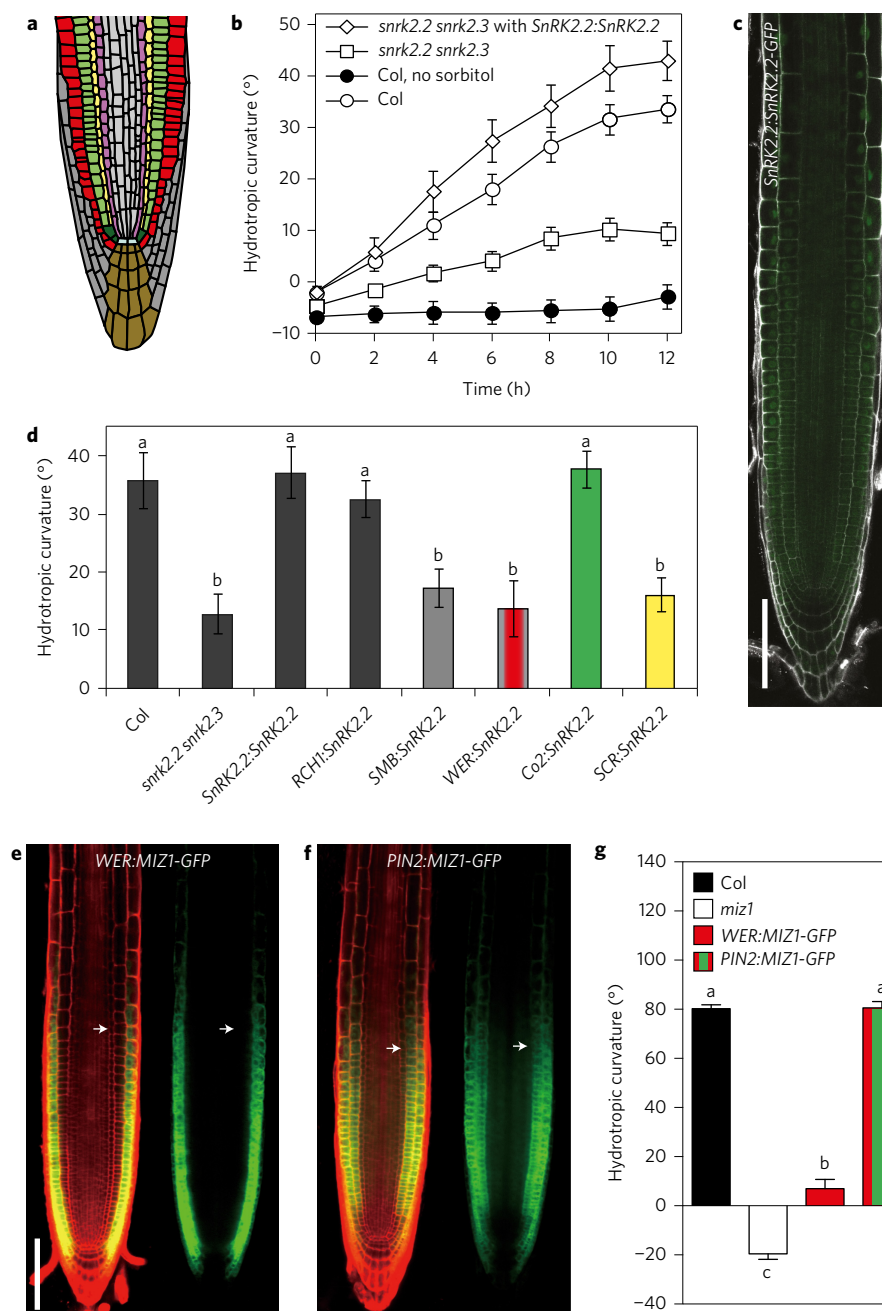 a
b
snrk2.2 snrk2.3 with SnRK2.2:SnRK2.2
snrk2.2 snrk2.3
Col, no sorbitol
Col
Hydrotropic curvature (°)
50
40
30
20
10
0
−10
0 2 4 6 8 10 12
Time (h)
c
SnRK2.2:SnRK2.2-GFP
d
Hydrotropic curvature (°)
40
30
20
10
0
a b a a b b a b
Col
snrk2.2 snrk2.3
SnRK2.2:SnRK2.2
RCH1:SnRK2.2
SMB:SnRK2.2
WER:SnRK2.2
Co2:SnRK2.2
SCR:SnRK2.2
e
WER:MIZ1-GFP
f
PIN2:MIZ1-GFP
g
Hydrotropic curvature (°)
140
120
100
80
60
40
20
0
−20
−40
Col
miz1
WER:MIZ1-GFP
PIN2:MIZ1-GFP
a c b a